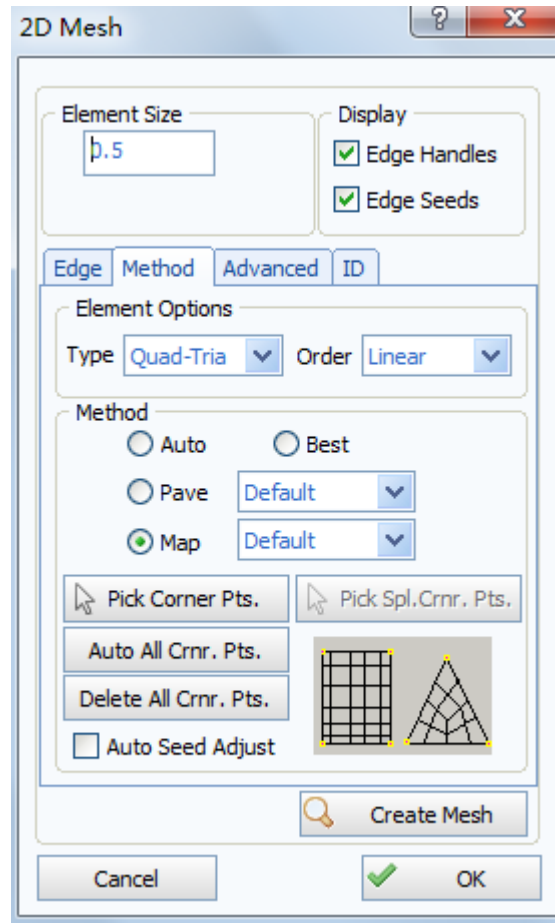 2D Mesh
Element Size
0.5
Display
Edge Handles
Edge Seeds
Edge Method Advanced ID
Element Options
Type Quad-Tria Order Linear
Method
Auto Best
Pave Default
Map Default
Pick Corner Pts. Pick Spl.Crnr. Pts.
Auto All Crnr. Pts.
Delete All Crnr. Pts.
Auto Seed Adjust
Create Mesh
Cancel OK